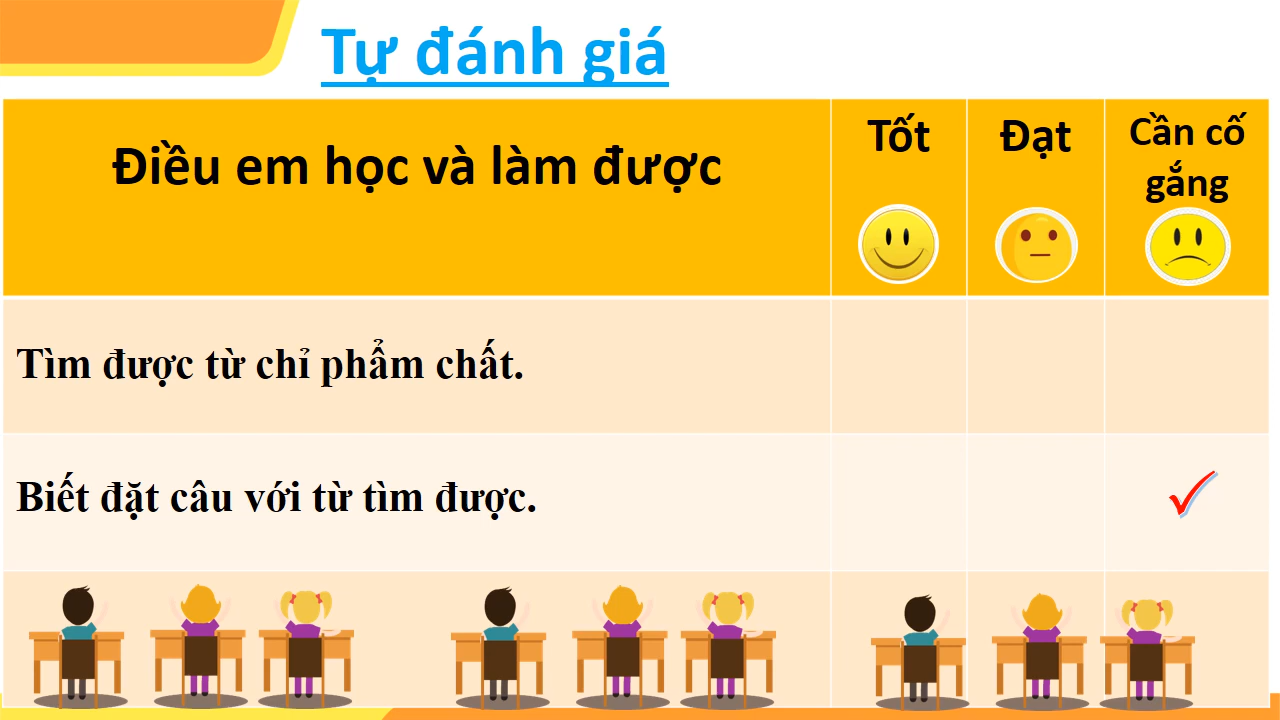 Tự đánh giá
Điều em học và làm được
Tốt
Đạt
Cần cố
gắng
Tìm được từ chỉ phẩm chất.
Biết đặt câu với từ tìm được.